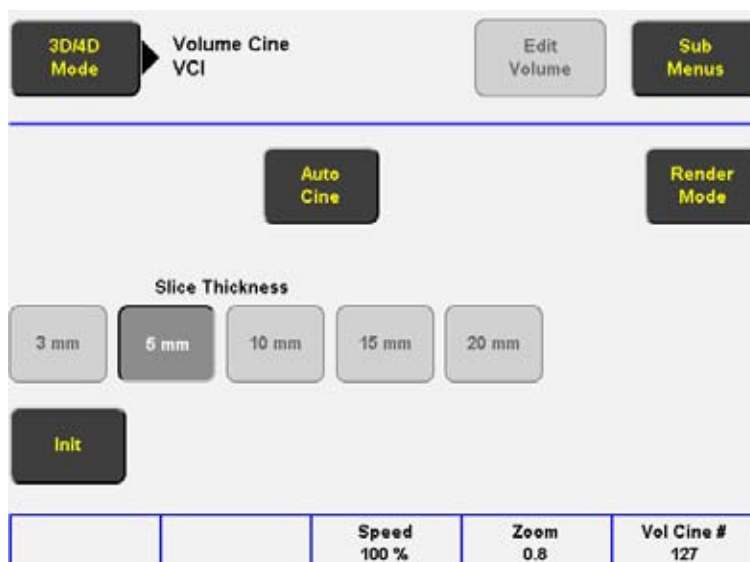 3D/4D
Mode
Volume Cine
VCI
Edit
Volume
Sub
Menus
Auto
Cine
Render
Mode
Slice Thickness
3 mm
5 mm
10 mm
15 mm
20 mm
Init
Speed
100 %
Zoom
0.8
Vol Cine #
127